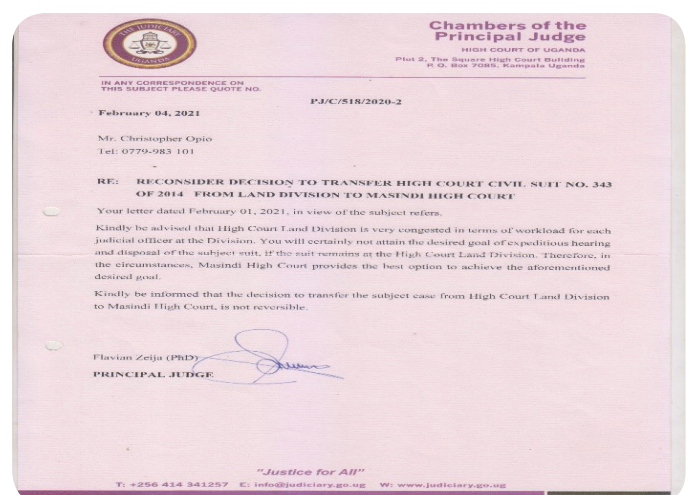 THE JUDICIARY
UGANDA
Chambers of the
Principal Judge
HIGH COURT OF UGANDA
Plot 2, The Square High Court Building
P. O. Box 7085, Kampala Uganda
IN ANY CORRESPONDENCE ON
THIS SUBJECT PLEASE QUOTE NO.
PJ/C/518/2020-2
February 04, 2021
Mr. Christopher Opio
Tel: 0779-983 101
RE: RECONSIDER DECISION TO TRANSFER HIGH COURT CIVIL SUIT NO. 343
OF 2014 FROM LAND DIVISION TO MASINDI HIGH COURT
Your letter dated February 01, 2021, in view of the subject refers.
Kindly be advised that High Court Land Division is very congested in terms of workload for each
judicial officer at the Division. You will certainly not attain the desired goal of expeditious hearing
and disposal of the subject suit, if the suit remains at the High Court Land Division. Therefore, in
the circumstances, Masindi High Court provides the best option to achieve the aforementioned
desired goal.
Kindly be informed that the decision to transfer the subject case from High Court Land Division
to Masindi High Court, is not reversible.
Flavian Zeija (PhD)
PRINCIPAL JUDGE
"Justice for All"
T: +256 414 341257 E: info@judiciary.go.ug W: www.judiciary.go.ug